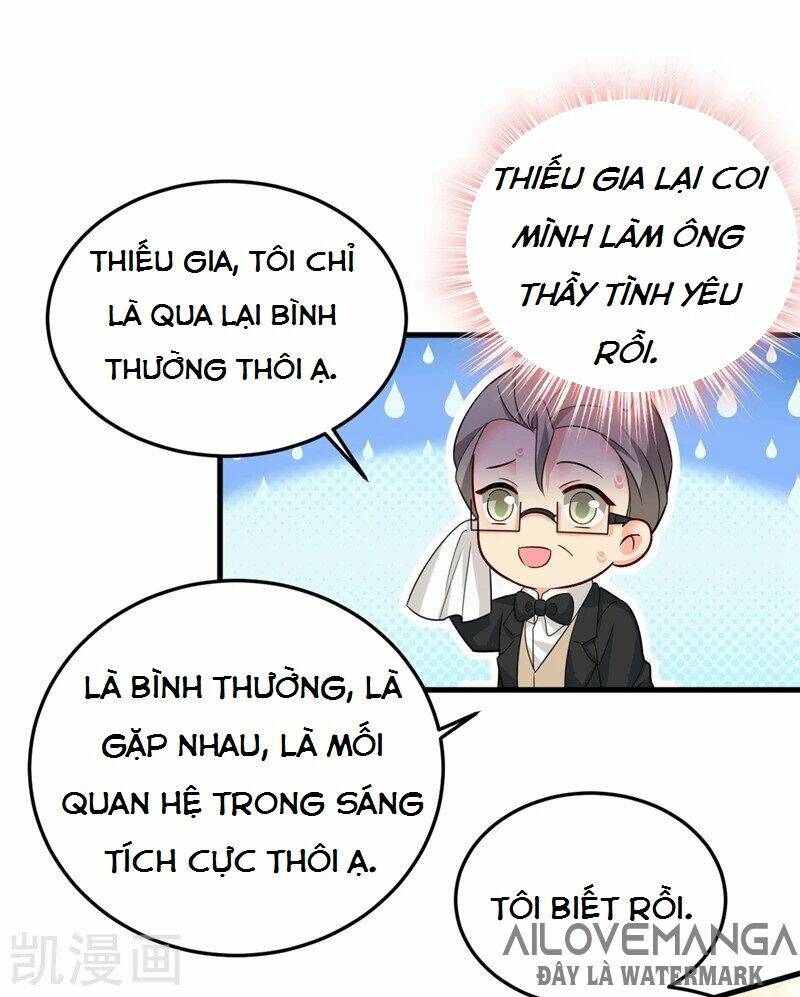 THIẾU GIA LẠI COI
MÌNH LÀM ÔNG
THẦY TÌNH YÊU
RỒI.
THIẾU GIA, TÔI CHỈ
LÀ QUA LẠI BÌNH
THƯỜNG THÔI Ạ.
LÀ BÌNH THƯỜNG, LÀ
GẶP NHAU, LÀ MỐI
QUAN HỆ TRONG SÁNG
TÍCH CỰC THÔI Ạ.
TÔI BIẾT RỒI.
凯漫画
AILOVEMANGA
ĐÂY LÀ WATERMARK